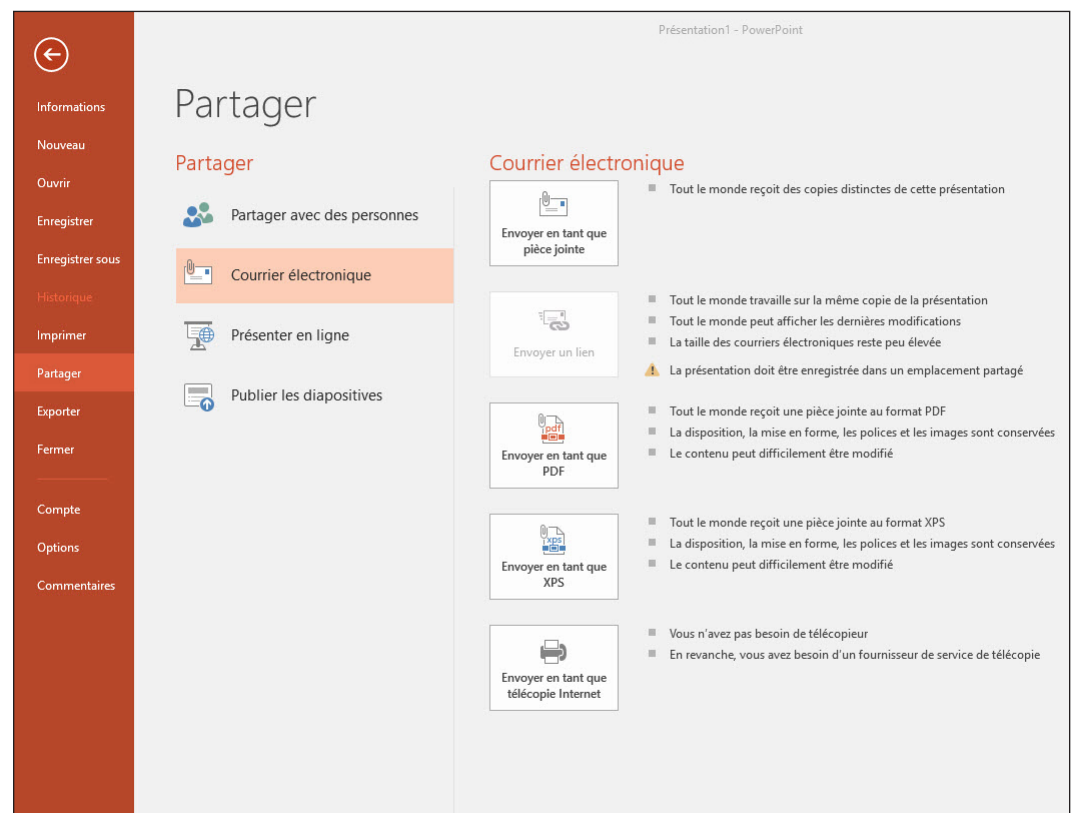 Présentation1 - PowerPoint
Informations
Nouveau
Ouvrir
Enregistrer
Enregistrer sous
Historique
Imprimer
Partager
Exporter
Fermer
Compte
Options
Commentaires
Partager
Partager
Partager avec des personnes
Courrier électronique
Présenter en ligne
Publier les diapositives
Courrier électronique
Envoyer en tant que
pièce jointe
Tout le monde reçoit des copies distinctes de cette présentation
Envoyer un lien
Tout le monde travaille sur la même copie de la présentation
Tout le monde peut afficher les dernières modifications
La taille des courriers électroniques reste peu élevée
La présentation doit être enregistrée dans un emplacement partagé
pdf
Envoyer en tant que
PDF
Tout le monde reçoit une pièce jointe au format PDF
La disposition, la mise en forme, les polices et les images sont conservées
Le contenu peut difficilement être modifié
xps
Envoyer en tant que
XPS
Tout le monde reçoit une pièce jointe au format XPS
La disposition, la mise en forme, les polices et les images sont conservées
Le contenu peut difficilement être modifié
Envoyer en tant que
télécopie Internet
Vous n'avez pas besoin de télécopieur
En revanche, vous avez besoin d'un fournisseur de service de télécopie